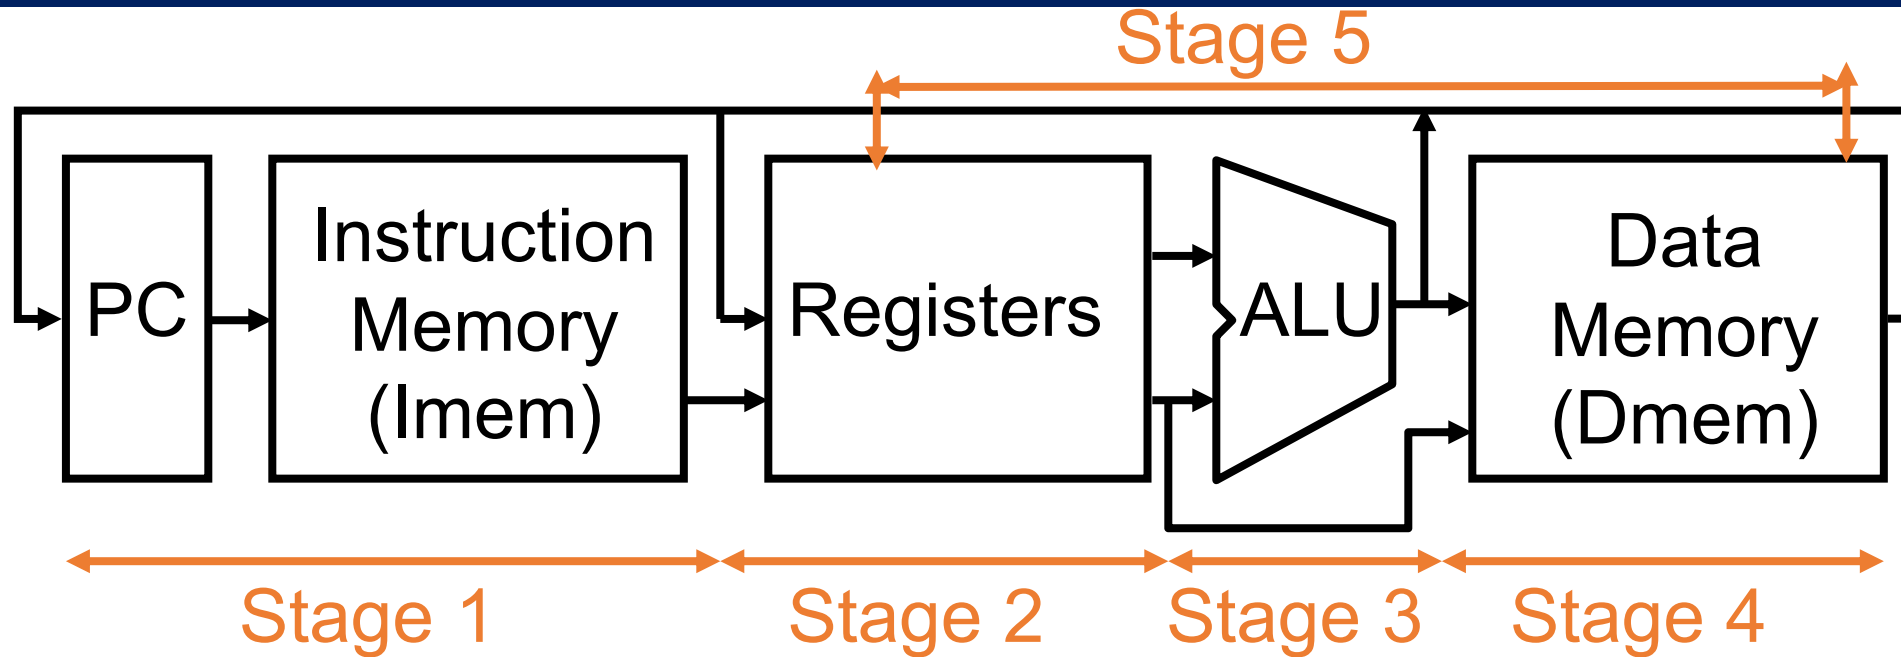 Stage 5
PC
Instruction
Memory
(Imem)
Registers
ALU
Data
Memory
(Dmem)
Stage 1
Stage 2
Stage 3
Stage 4